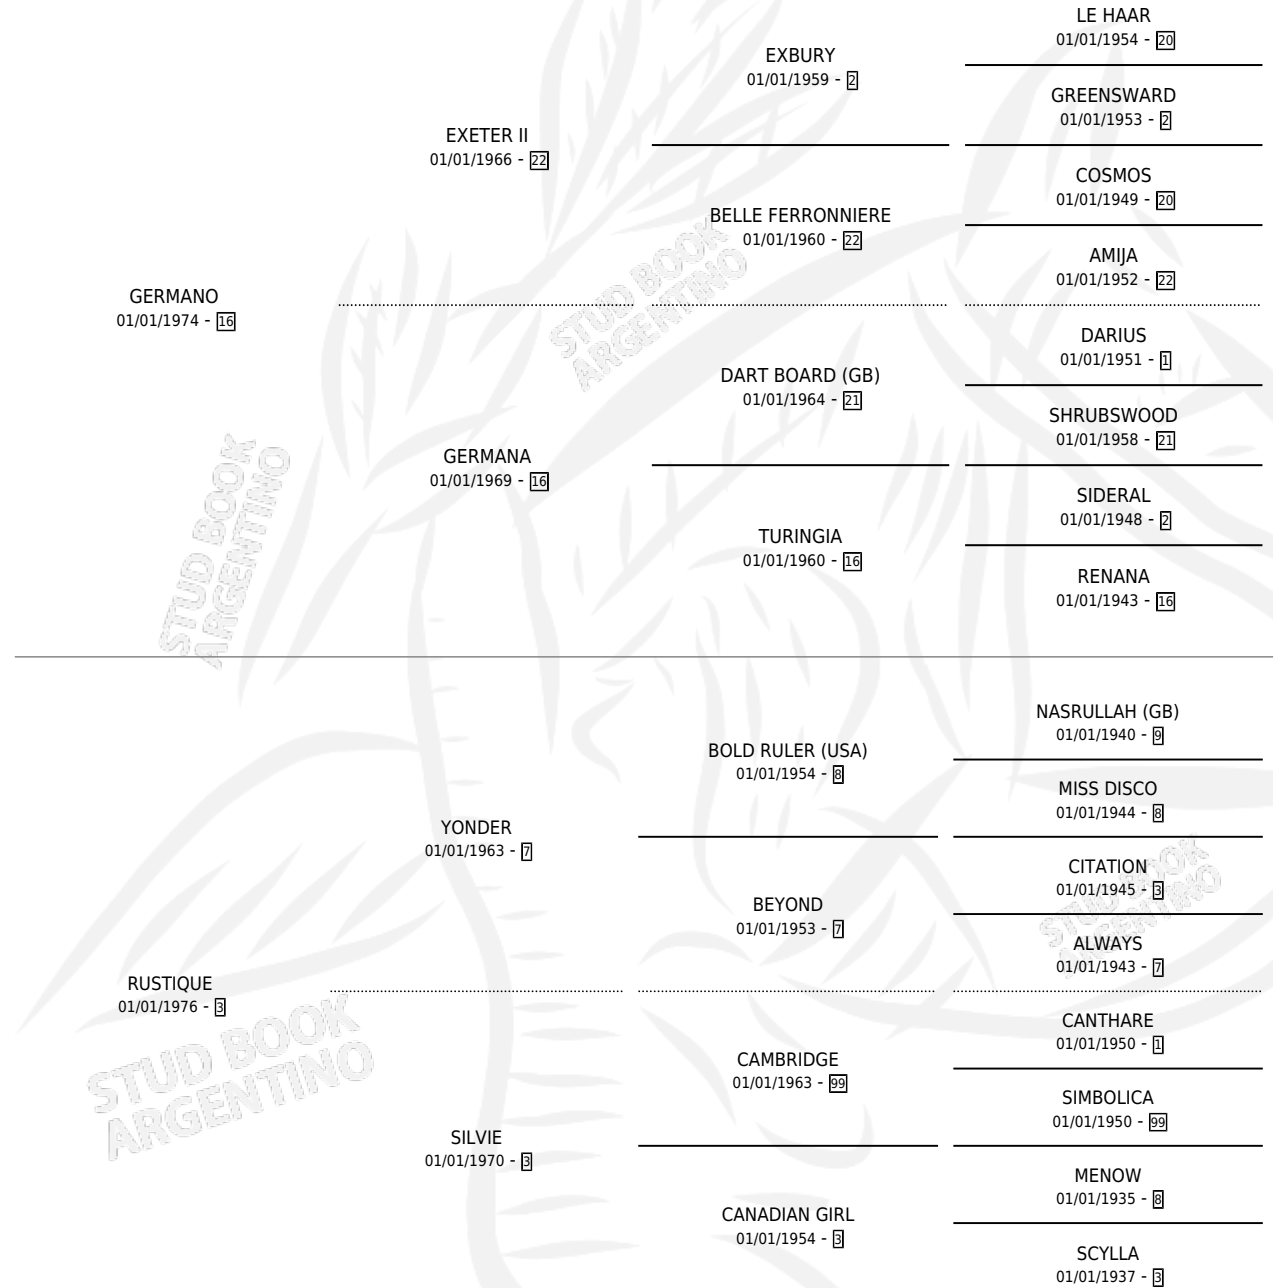 LE HAAR
01/01/1954 - 20
EXBURY
01/01/1959 - 2
GREENSWARD
01/01/1953 - 2
EXETER II
01/01/1966 - 22
COSMOS
01/01/1949 - 20
BELLE FERRONNIERE
01/01/1960 - 22
AMIJA
01/01/1952 - 22
GERMANO
01/01/1974 - 16
STUD BOOK
ARGENTINO
DARIUS
01/01/1951 - 1
DART BOARD (GB)
01/01/1964 - 21
SHRUBSWOOD
01/01/1958 - 21
GERMANA
01/01/1969 - 16
SIDERAL
01/01/1948 - 2
TURINGIA
01/01/1960 - 16
RENANA
01/01/1943 - 16
STUD BOOK
ARGENTINO
NASRULLAH (GB)
01/01/1940 - 9
BOLD RULER (USA)
01/01/1954 - 8
MISS DISCO
01/01/1944 - 8
YONDER
01/01/1963 - 7
CITATION
01/01/1945 - 3
BEYOND
01/01/1953 - 7
ALWAYS
01/01/1943 - 7
STUD BOOK
ARGENTINO
RUSTIQUE
01/01/1976 - 3
CANTHARE
01/01/1950 - 1
CAMBRIDGE
01/01/1963 - 99
SIMBOLICA
01/01/1950 - 99
STUD BOOK
ARGENTINO
SILVIE
01/01/1970 - 3
MENOW
01/01/1935 - 8
CANADIAN GIRL
01/01/1954 - 3
SCYLLA
01/01/1937 - 3